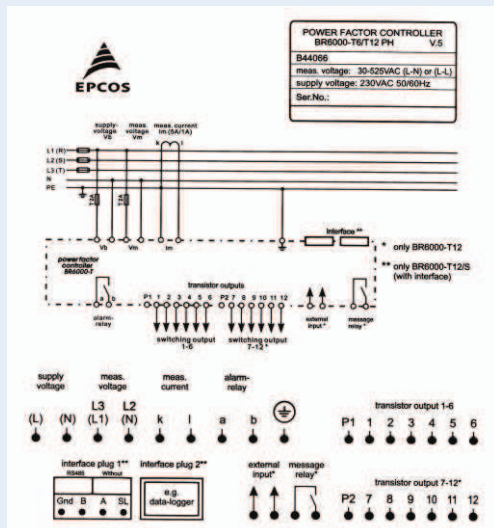 EPCOS
POWER FACTOR CONTROLLER
BR6000-T6/T12 PH V.5
B44066
meas. voltage: 30-525VAC (L-N) or (L-L)
supply voltage: 230VAC 50/60Hz
Ser.No.:
supply- meas. meas. current
voltage voltage Im.(5A/1A)
Vb Vm k l
L1 (R)
L2 (S)
L3 (T)
N
PE
T2A T2A
Vb Vm Im
Interface **
power factor
controller
BR6000-T
* only BR6000-T12
** only BR6000-T12/S
(with interface)
transistor outputs
a b P1 1 2 3 4 5 6 P2 7 8 9 10 11 12
alarm-
relay
switching output
1-6
switching output
7-12 *
external
input*
message
relay*
supply meas. meas. alarm-
voltage voltage current relay
L3 L2
(L) (N) (L1) (N) k l a b
transistor output 1-6
P1 1 2 3 4 5 6
interface plug 1** interface plug 2** external message
input* relay*
RS485 Without
Gnd B A SL
e.g.
data-logger
transistor output 7-12*
P2 7 8 9 10 11 12